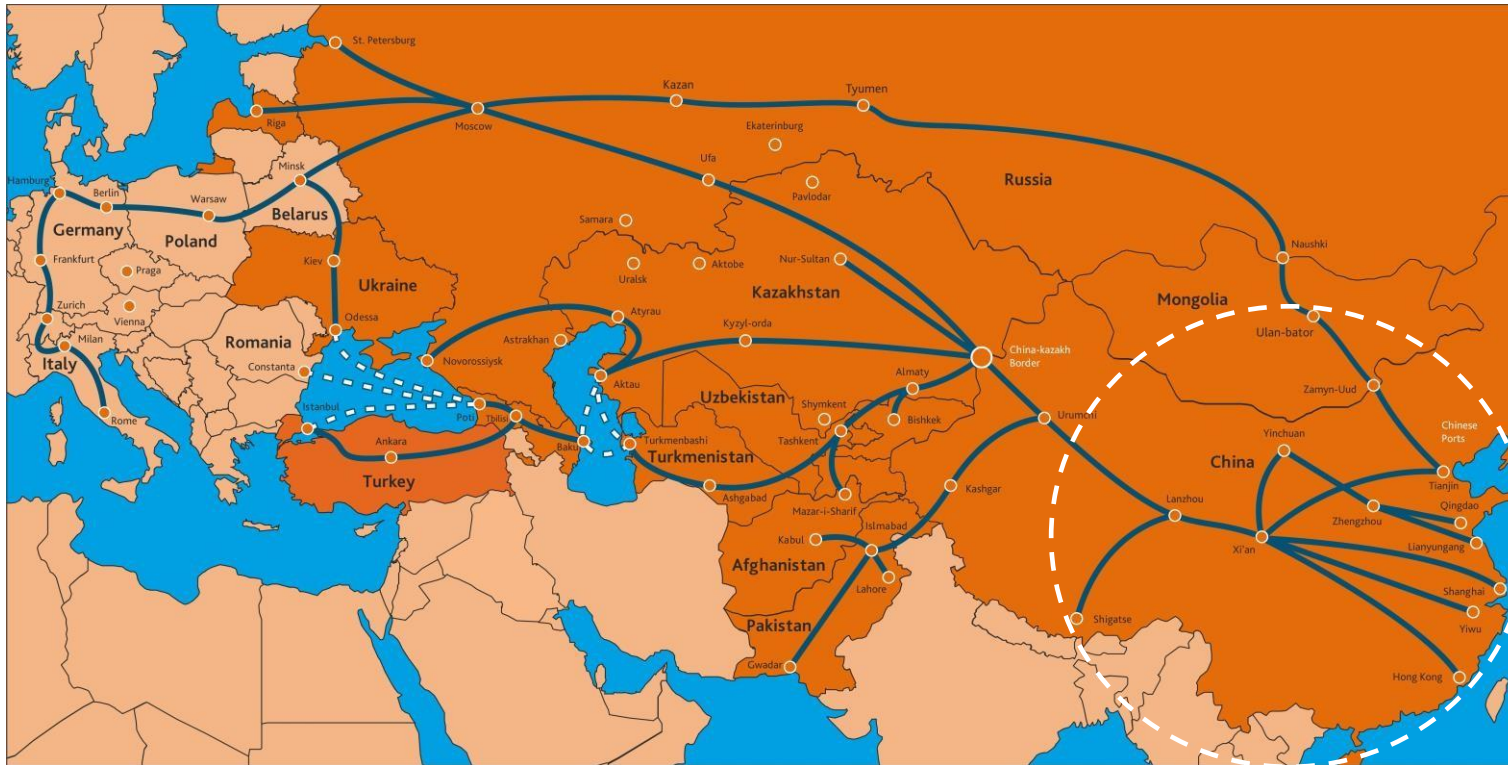 St. Petersburg
Riga
Moscow
Kazan
Tyumen
Ekaterinburg
Ufa
Pavlodar
Russia
Minsk
Belarus
Hamburg
Berlin
Warsaw
Germany
Poland
Samara
Naushki
Frankfurt
Praga
Kiev
Ukraine
Uralsk
Aktobe
Nur-Sultan
Kazakhstan
Mongolia
Zurich
Vienna
Odessa
Atyrau
Ulan-bator
Milan
Romania
Astrakhan
Kyzyl-orda
Italy
Constanta
Novorossiysk
China-kazakh
Border
Aktau
Almaty
Zamyn-Uud
Uzbekistan
Rome
Istanbul
Poti
Tbilisi
Shymkent
Bishkek
Urumchi
Chinese
Ports
Ankara
Baku
Turkmenbashi
Tashkent
Yinchuan
Turkmenistan
China
Turkey
Ashgabad
Kashgar
Tianjin
Mazar-i-Sharif
Lanzhou
Qingdao
Zhengzhou
Islmabad
Kabul
Xi'an
Lianyungang
Afghanistan
Lahore
Shanghai
Shigatse
Yiwu
Pakistan
Gwadar
Hong Kong